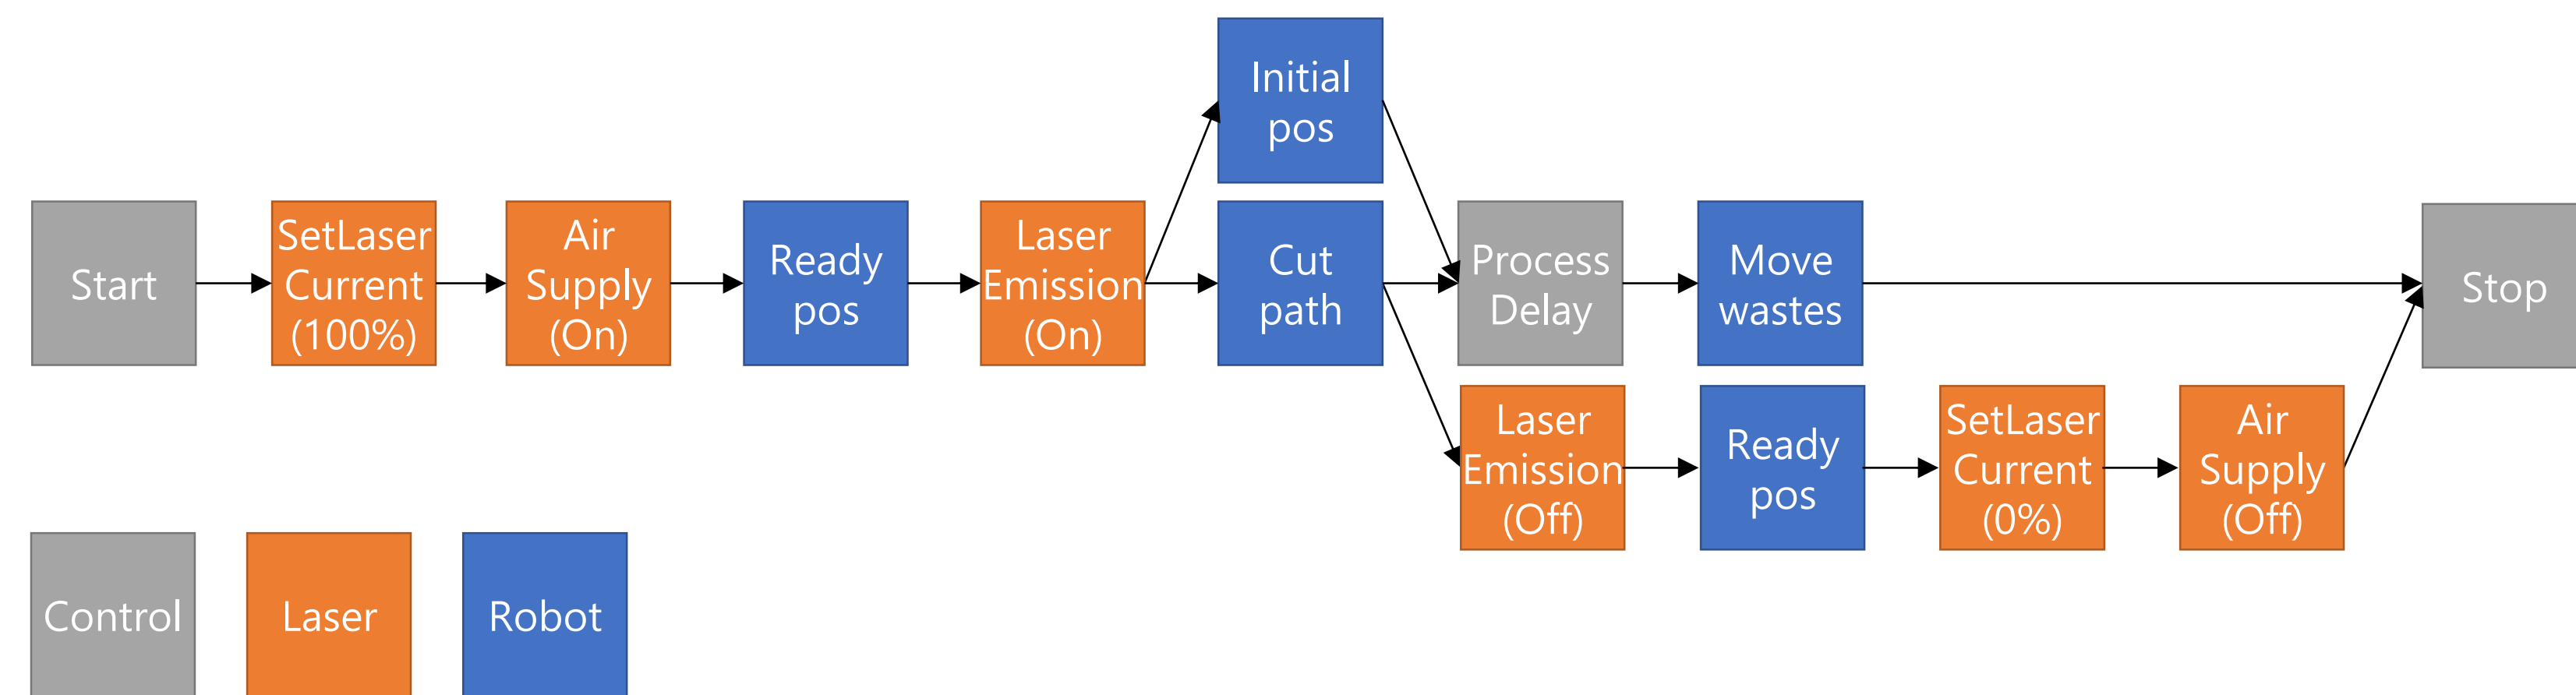 Initial
pos
Start
SetLaser
Current
(100%)
Air
Supply
(On)
Ready
pos
Laser
Emission
(On)
Cut
path
Process
Delay
Move
wastes
Stop
Laser
Emission
(Off)
Ready
pos
SetLaser
Current
(0%)
Air
Supply
(Off)
Control
Laser
Robot